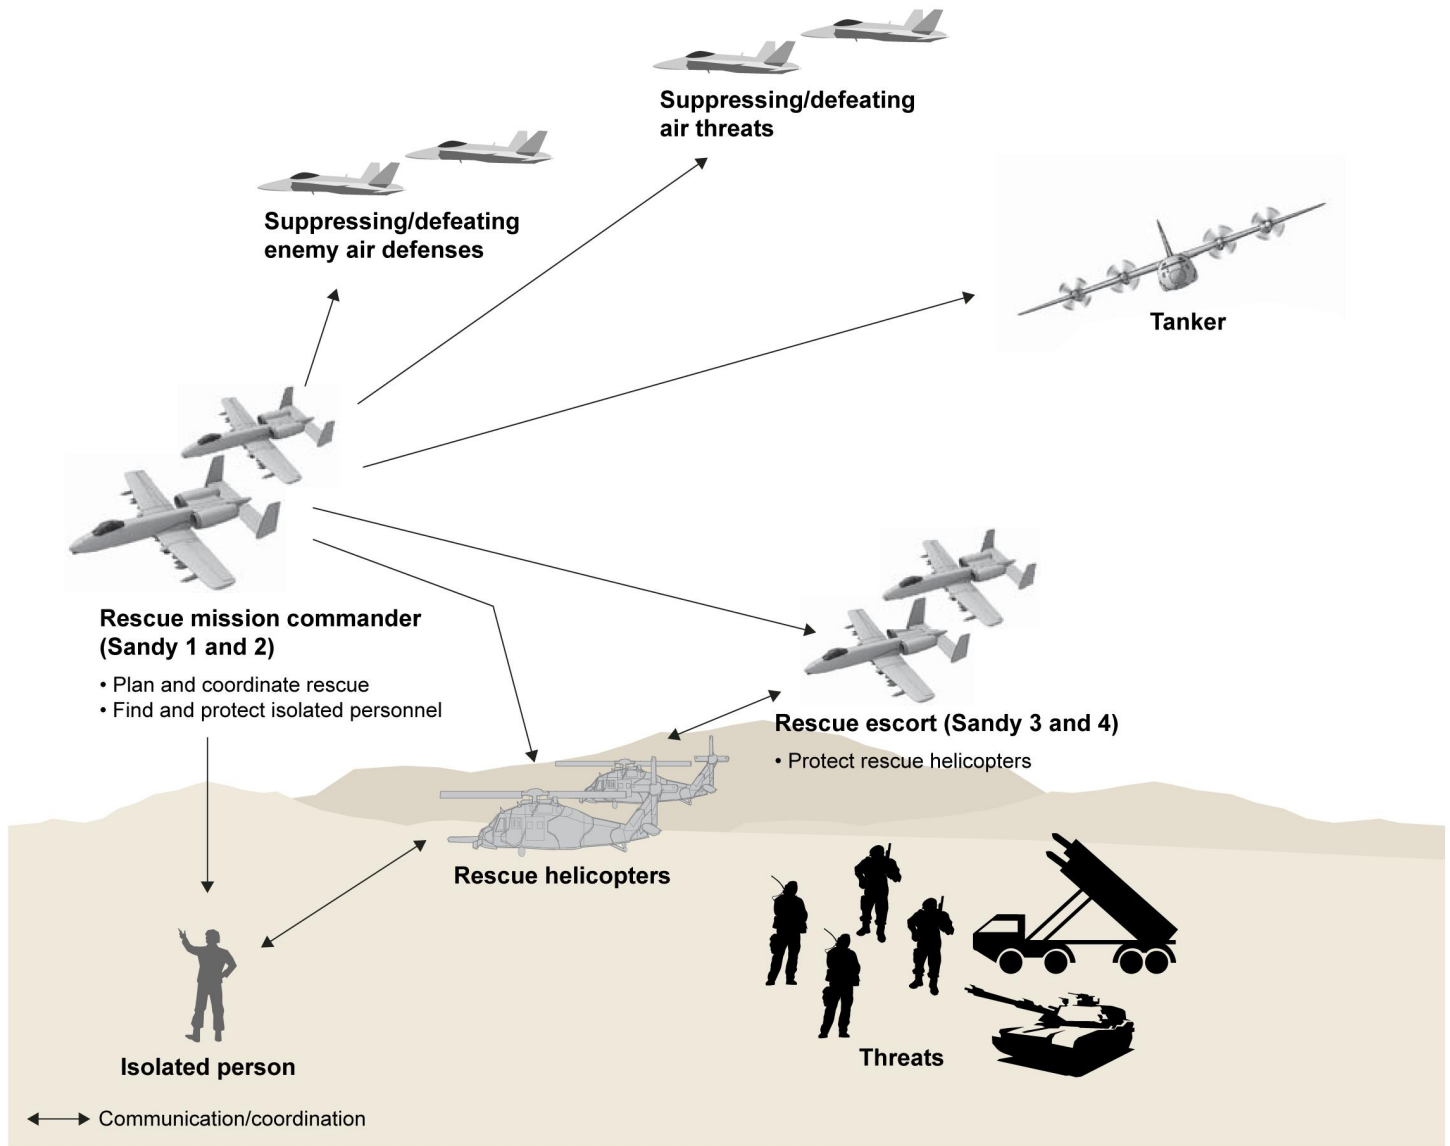 Suppressing/defeating
air threats
Suppressing/defeating
enemy air defenses
Tanker
Rescue mission commander
(Sandy 1 and 2)
• Plan and coordinate rescue
• Find and protect isolated personnel
Rescue escort (Sandy 3 and 4)
• Protect rescue helicopters
Rescue helicopters
Isolated person
Threats
Communication/coordination